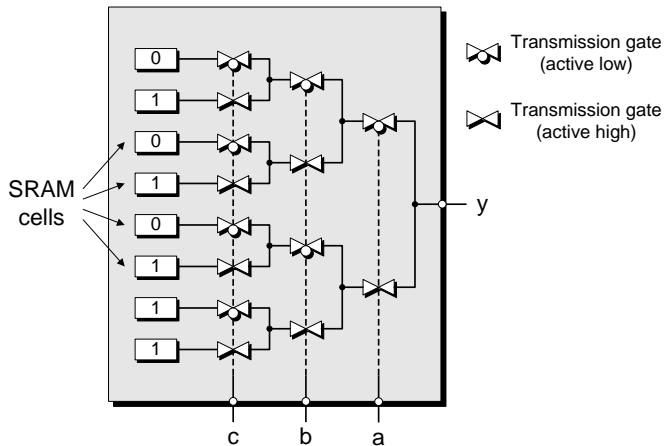 0
1
0
1
0
1
1
1
SRAM
cells
Transmission gate
(active low)
Transmission gate
(active high)
y
c b a